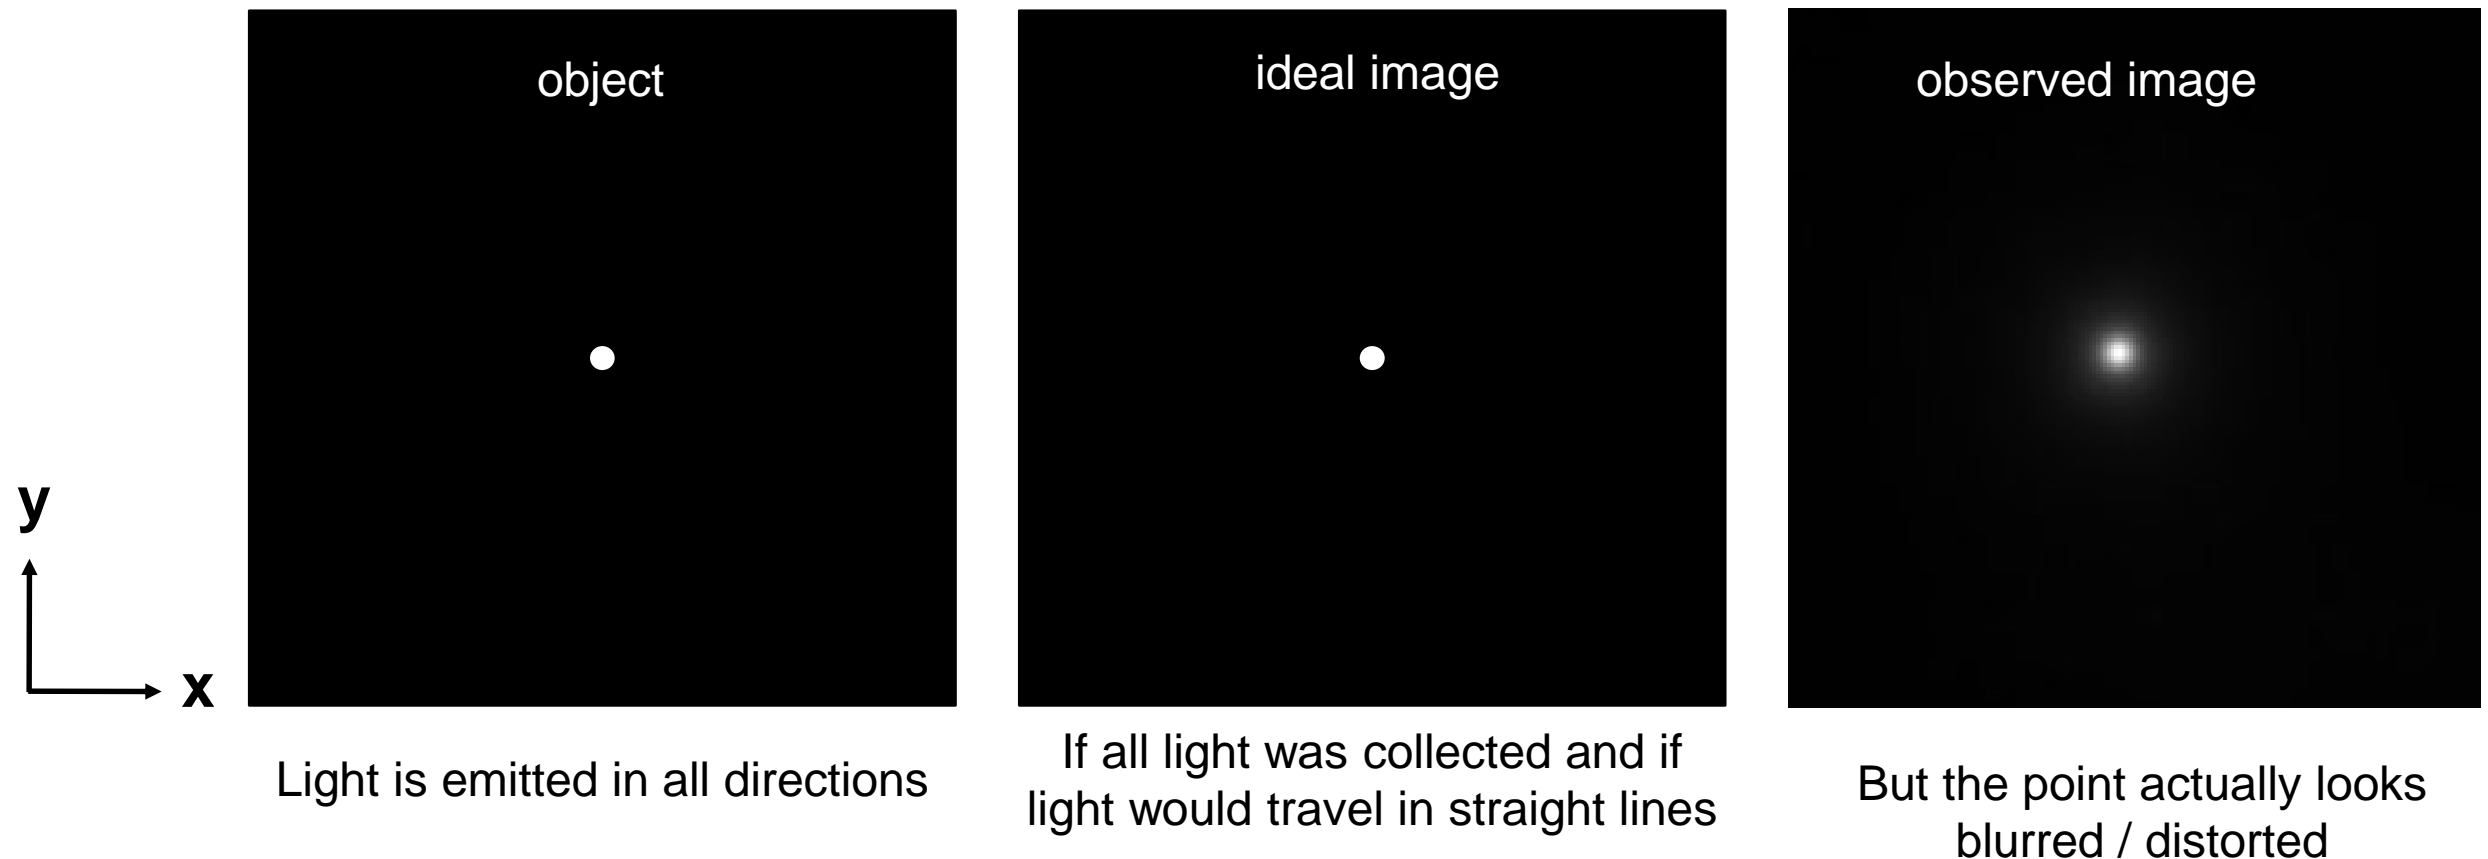 object
ideal image
observed image
y
x
Light is emitted in all directions
If all light was collected and if
light would travel in straight lines
But the point actually looks
blurred / distorted